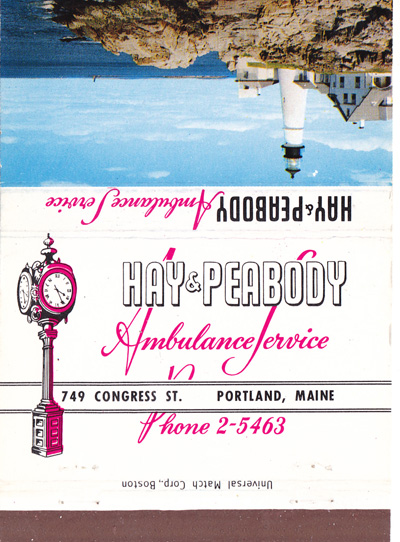 HAY & PEABODY
Ambulance Service
HAY & PEABODY
Ambulance Service
749 CONGRESS ST. PORTLAND, MAINE
Phone 2-5463
Universal Match Corp., Boston